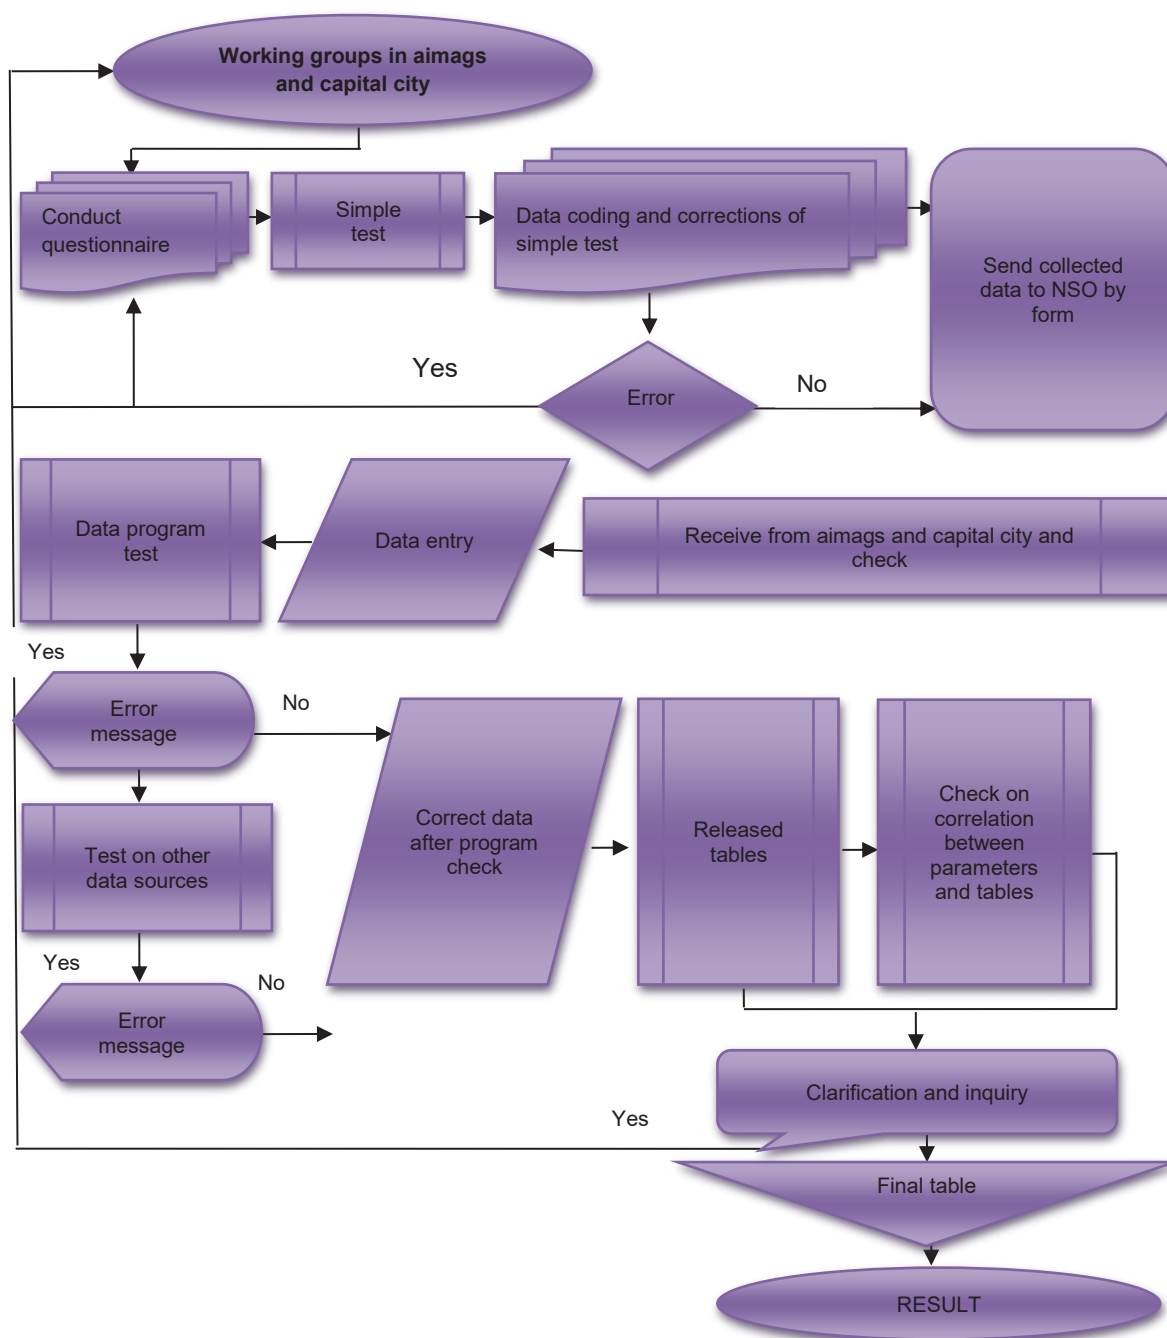 Working groups in aimags
and capital city
Conduct
questionnaire
Simple
test
Data coding and corrections of
simple test
Send collected
data to NSO by
form
Yes
Error
No
Data program
test
Data entry
Receive from aimags and capital city and
check
Yes
Error
message
No
Correct data
after program
check
Released
tables
Check on
correlation
between
parameters
and tables
Test on other
data sources
Yes
Error
message
No
Clarification and inquiry
Yes
Final table
RESULT